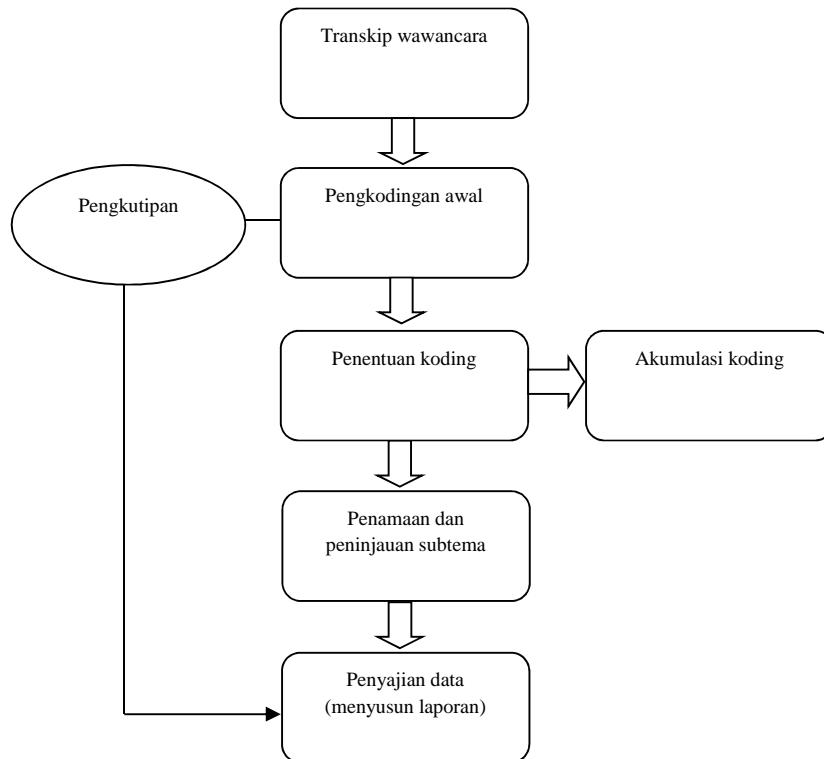 Transkip wawancara
Pengkutipan
Pengkodingan awal
Penentuan koding
Akumulasi koding
Penamaan dan
peninjauan subtema
Penyajian data
(menyusun laporan)